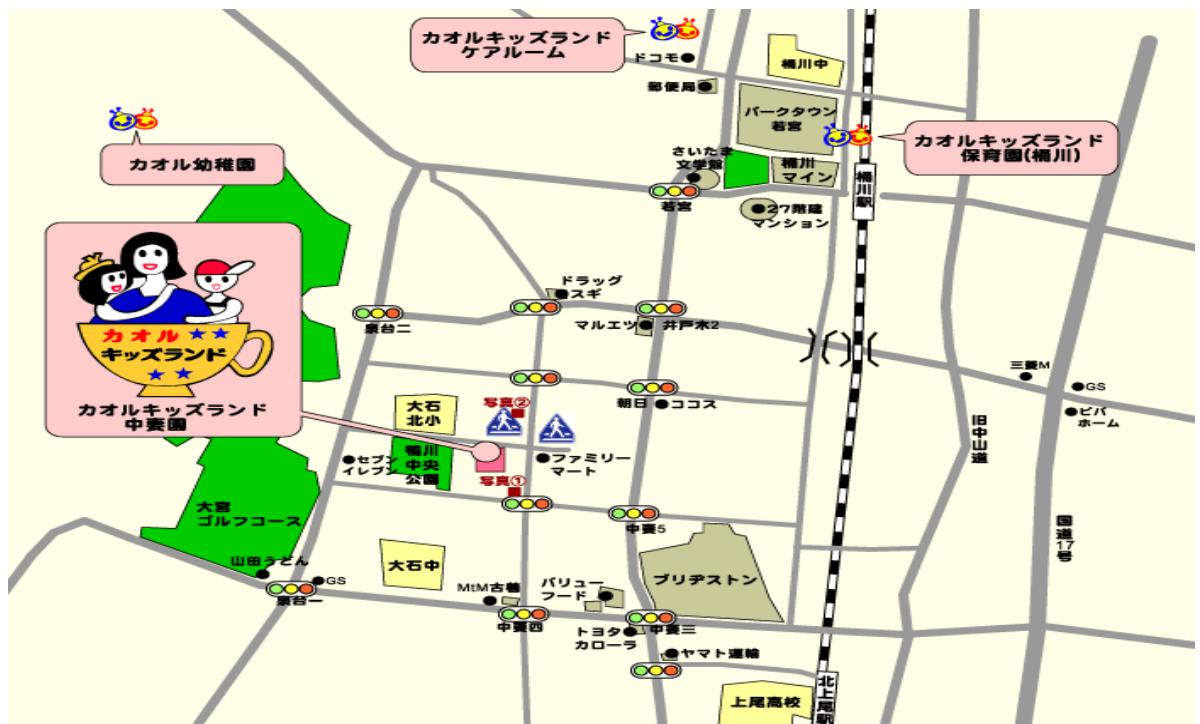 カオルキッズランド
ケアルーム
ドコモ
桶川中
郵便局
パークタウン
若宮
カオルキッズランド
保育園(桶川)
カオル幼稚園
さいたま
文学館
桶川
マイン
桶川駅
若宮
27階建
マンション
カオル
キッズランド
カオルキッズランド
中妻園
ドラッグ
スギ
泉台二
マルエツ
井戸木2
三菱M
GS
ビバ
ホーム
朝日
ココス
大石
北小
写真②
旧中山道
セブン
イレブン
鴨川
中央
公園
ファミリー
マート
写真①
大宮
ゴルフコース
中妻5
国道17号
山田うどん
GS
泉台一
大石中
MtM古着
バリュー
フード
ブリヂストン
中妻四
トヨタ
カローラ
中妻三
ヤマト運輸
上尾高校
北上尾駅